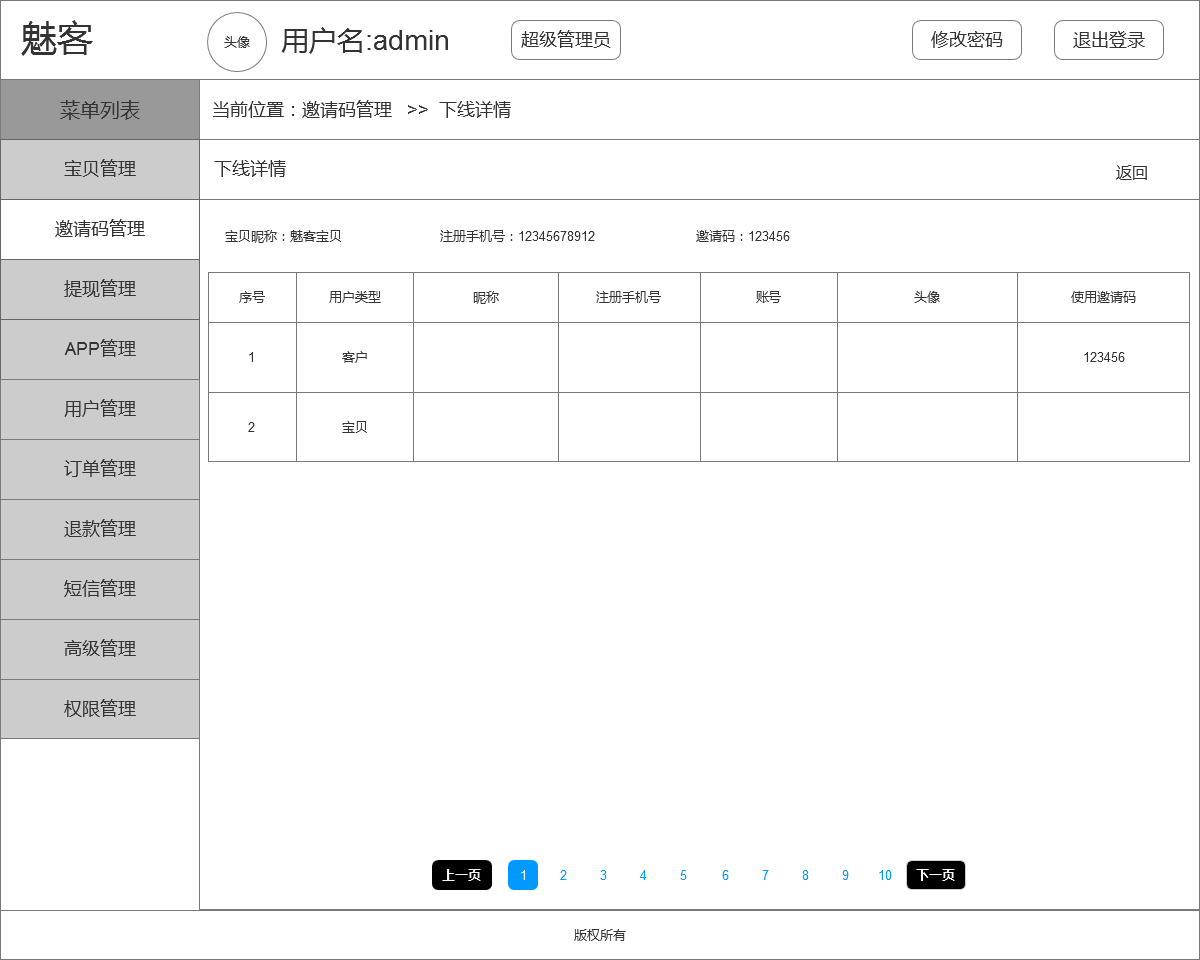 魅客 头像 用户名:admin 超级管理员 修改密码 退出登录
菜单列表
当前位置：邀请码管理 >> 下线详情
宝贝管理
下线详情 返回
邀请码管理
宝贝昵称：魅客宝贝 注册手机号：12345678912 邀请码：123456
提现管理
APP管理
用户管理
订单管理
退款管理
短信管理
高级管理
权限管理
序号 用户类型 昵称 注册手机号 账号 头像 使用邀请码
1 客户 123456
2 宝贝
上一页 1 2 3 4 5 6 7 8 9 10 下一页
版权所有